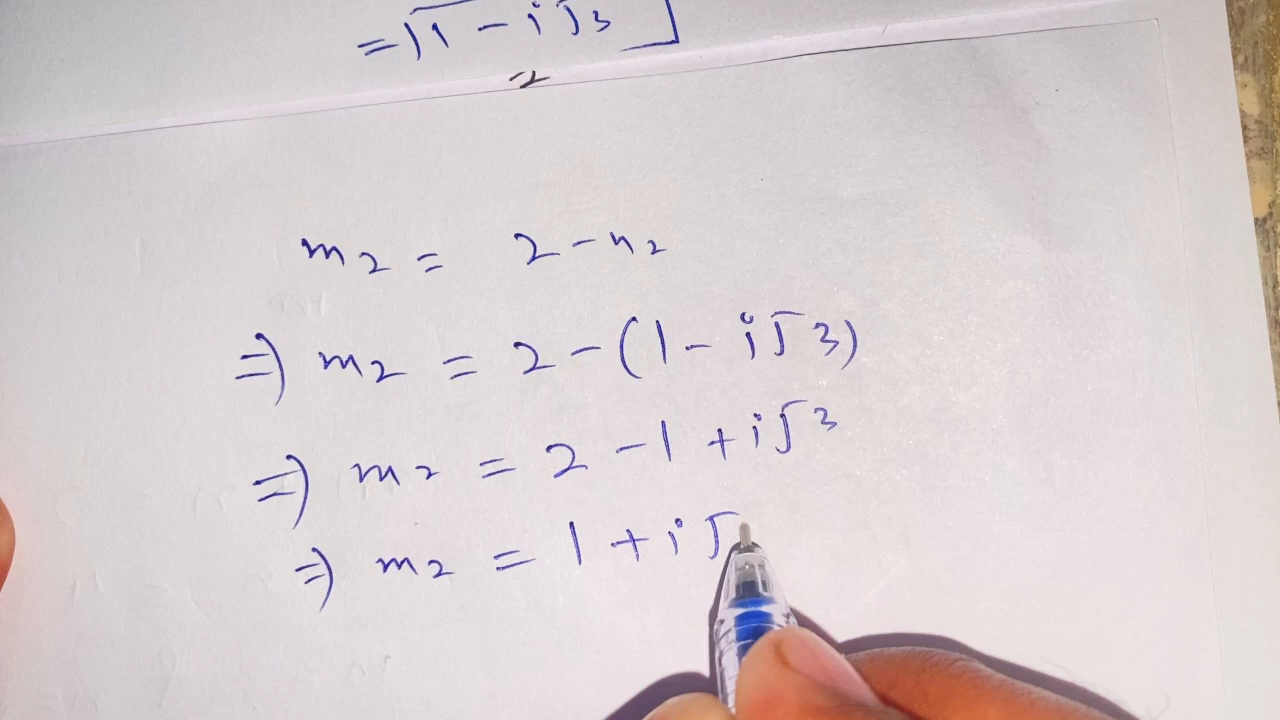 = 1 - i√3
2
m₂ = 2 - n₂
⇒ m₂ = 2 - (1 - i√3)
⇒ m₂ = 2 - 1 + i√3
⇒ m₂ = 1 + i√